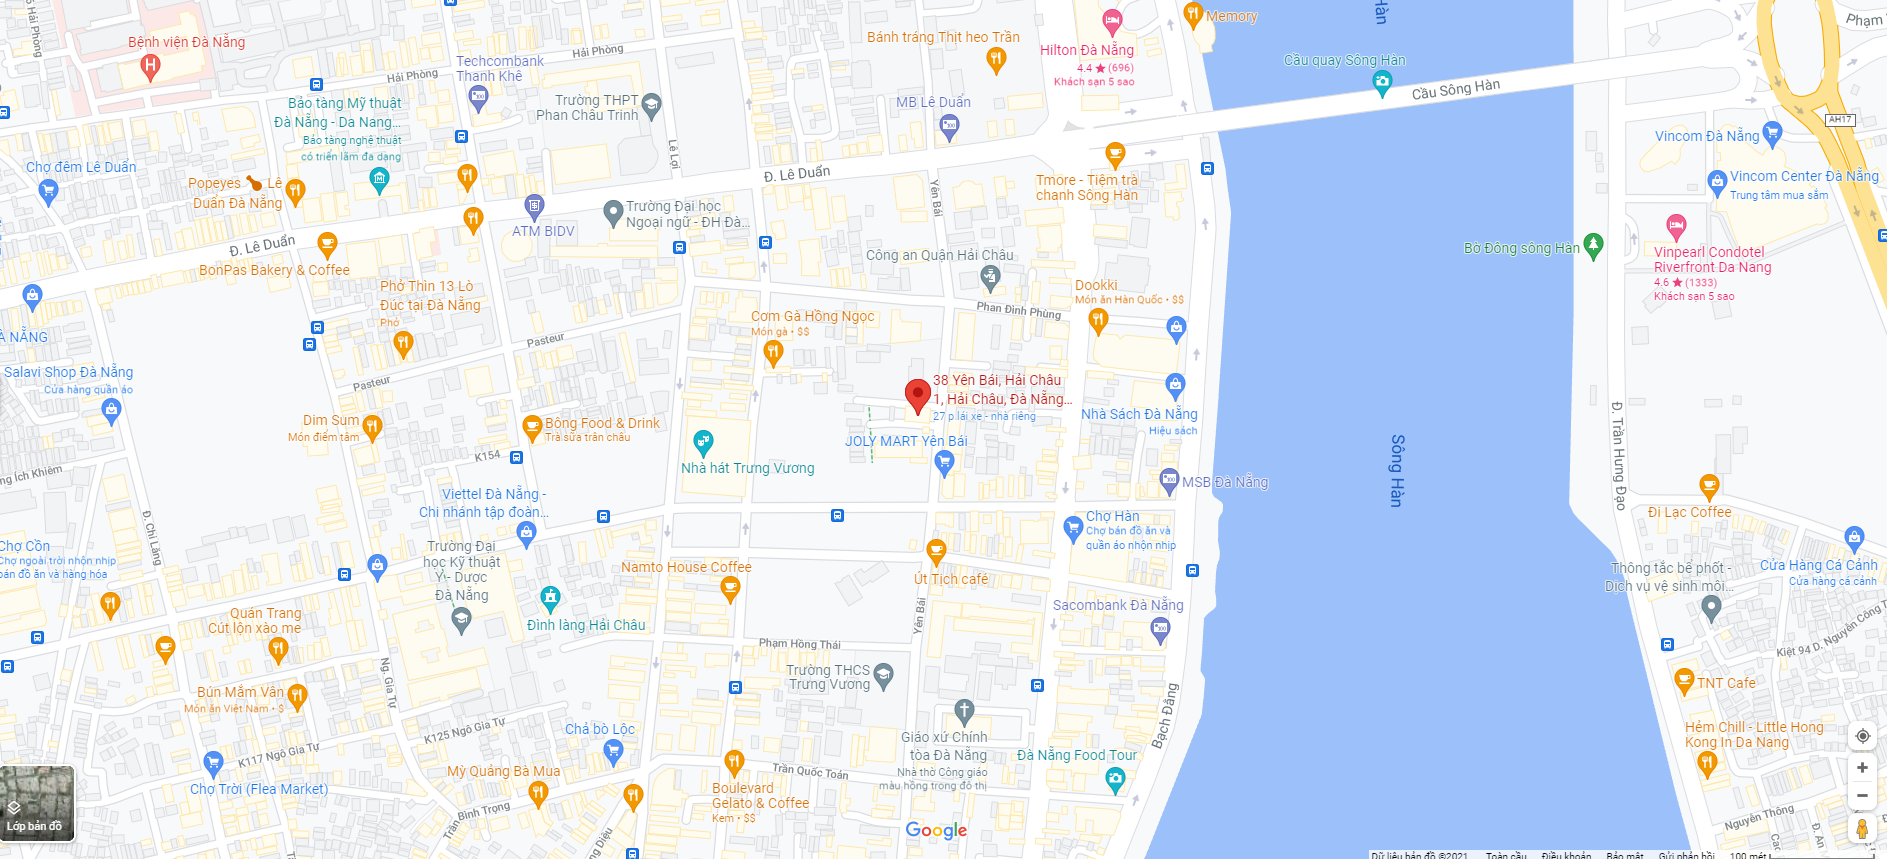 Bệnh viện Đà Nẵng
Hải Phòng
Hải Phòng
Techcombank
Thanh Khê
Bánh tráng Thịt heo Trần
Memory
Hilton Đà Nẵng
4.4 ★ (696)
Khách sạn 5 sao
Cầu quay Sông Hàn
Cầu Sông Hàn
Bảo tàng Mỹ thuật
Đà Nẵng - Da Nang...
Bảo tàng nghệ thuật
có triển lãm đa dạng
Trường THPT
Phan Châu Trinh
MB Lê Duẩn
Lê Lợi
AH17
Vincom Đà Nẵng
Vincom Center Đà Nẵng
Trung tâm mua sắm
Chợ đêm Lê Duẩn
Popeyes Lê
Duẩn Đà Nẵng
Đ. Lê Duẩn
Yên Bái
Tmore - Tiệm trà
chanh Sông Hàn
ATM BIDV
Trường Đại học
Ngoại ngữ - ĐH Đà...
Đ. Lê Duẩn
BonPas Bakery & Coffee
Công an Quận Hải Châu
Bờ Đông sông Hàn
Vinpearl Condotel
Riverfront Da Nang
4.6 ★ (1333)
Khách sạn 5 sao
Phở Thìn 13 Lò
Đúc tại Đà Nẵng
Phở
Dookki
Món ăn Hàn Quốc • $$
Phan Đình Phùng
Cơm Gà Hồng Ngọc
Món gà • $$
À NẴNG
Pasteur
Pasteur
Salavi Shop Đà Nẵng
Cửa hàng quần áo
38 Yên Bái, Hải Châu
1, Hải Châu, Đà Nẵng...
27 p lái xe - nhà riêng
Nhà Sách Đà Nẵng
Hiệu sách
Dim Sum
Món điểm tâm
Bông Food & Drink
Trà sữa trân châu
JOLY MART Yên Bái
K154
Nhà hát Trưng Vương
Sông Hàn
Đ. Trần Hưng Đạo
MSB Đà Nẵng
Viettel Đà Nẵng -
Chi nhánh tập đoàn...
Đ. Chi Lăng
Chợ Hàn
Chợ bán đồ ăn và
quần áo nhộn nhịp
Đi Lạc Coffee
Chợ Cồn
Chợ ngoài trời nhộn nhịp
bán đồ ăn và hàng hóa
Trường Đại
học Kỹ thuật
Y - Dược
Đà Nẵng
Namto House Coffee
Út Tịch café
Thông tắc bể phốt -
Dịch vụ vệ sinh môi...
Cửa Hàng Cá Cảnh
Cửa hàng cá cảnh
Quán Trang
Cút lộn xào me
Đình làng Hải Châu
Yên Bái
Sacombank Đà Nẵng
Phạm Hồng Thái
Kiệt 94 D. Nguyễn Công T
Trường THCS
Trưng Vương
Ng. Gia Tự
TNT Cafe
Bún Mắm Vân
Món ăn Việt Nam • $
Bạch Đằng
K125 Ngô Gia Tự
K117 Ngô Gia Tự
Chả bò Lộc
Giáo xứ Chính
tòa Đà Nẵng
Nhà thờ Công giáo
màu hồng trong đô thị
Đà Nẵng Food Tour
Hẻm Chill - Little Hong
Kong In Da Nang
Chợ Trời (Flea Market)
Mỳ Quảng Bà Mua
Trần Quốc Toản
Boulevard
Gelato & Coffee
Kem • $$
Trần Bình Trọng
Nguyễn Thông
Lớp bản đồ
Google
Dữ liệu bản đồ ©2021 Toàn cầu Điều khoản Bảo mật Gửi phản hồi 100 mét